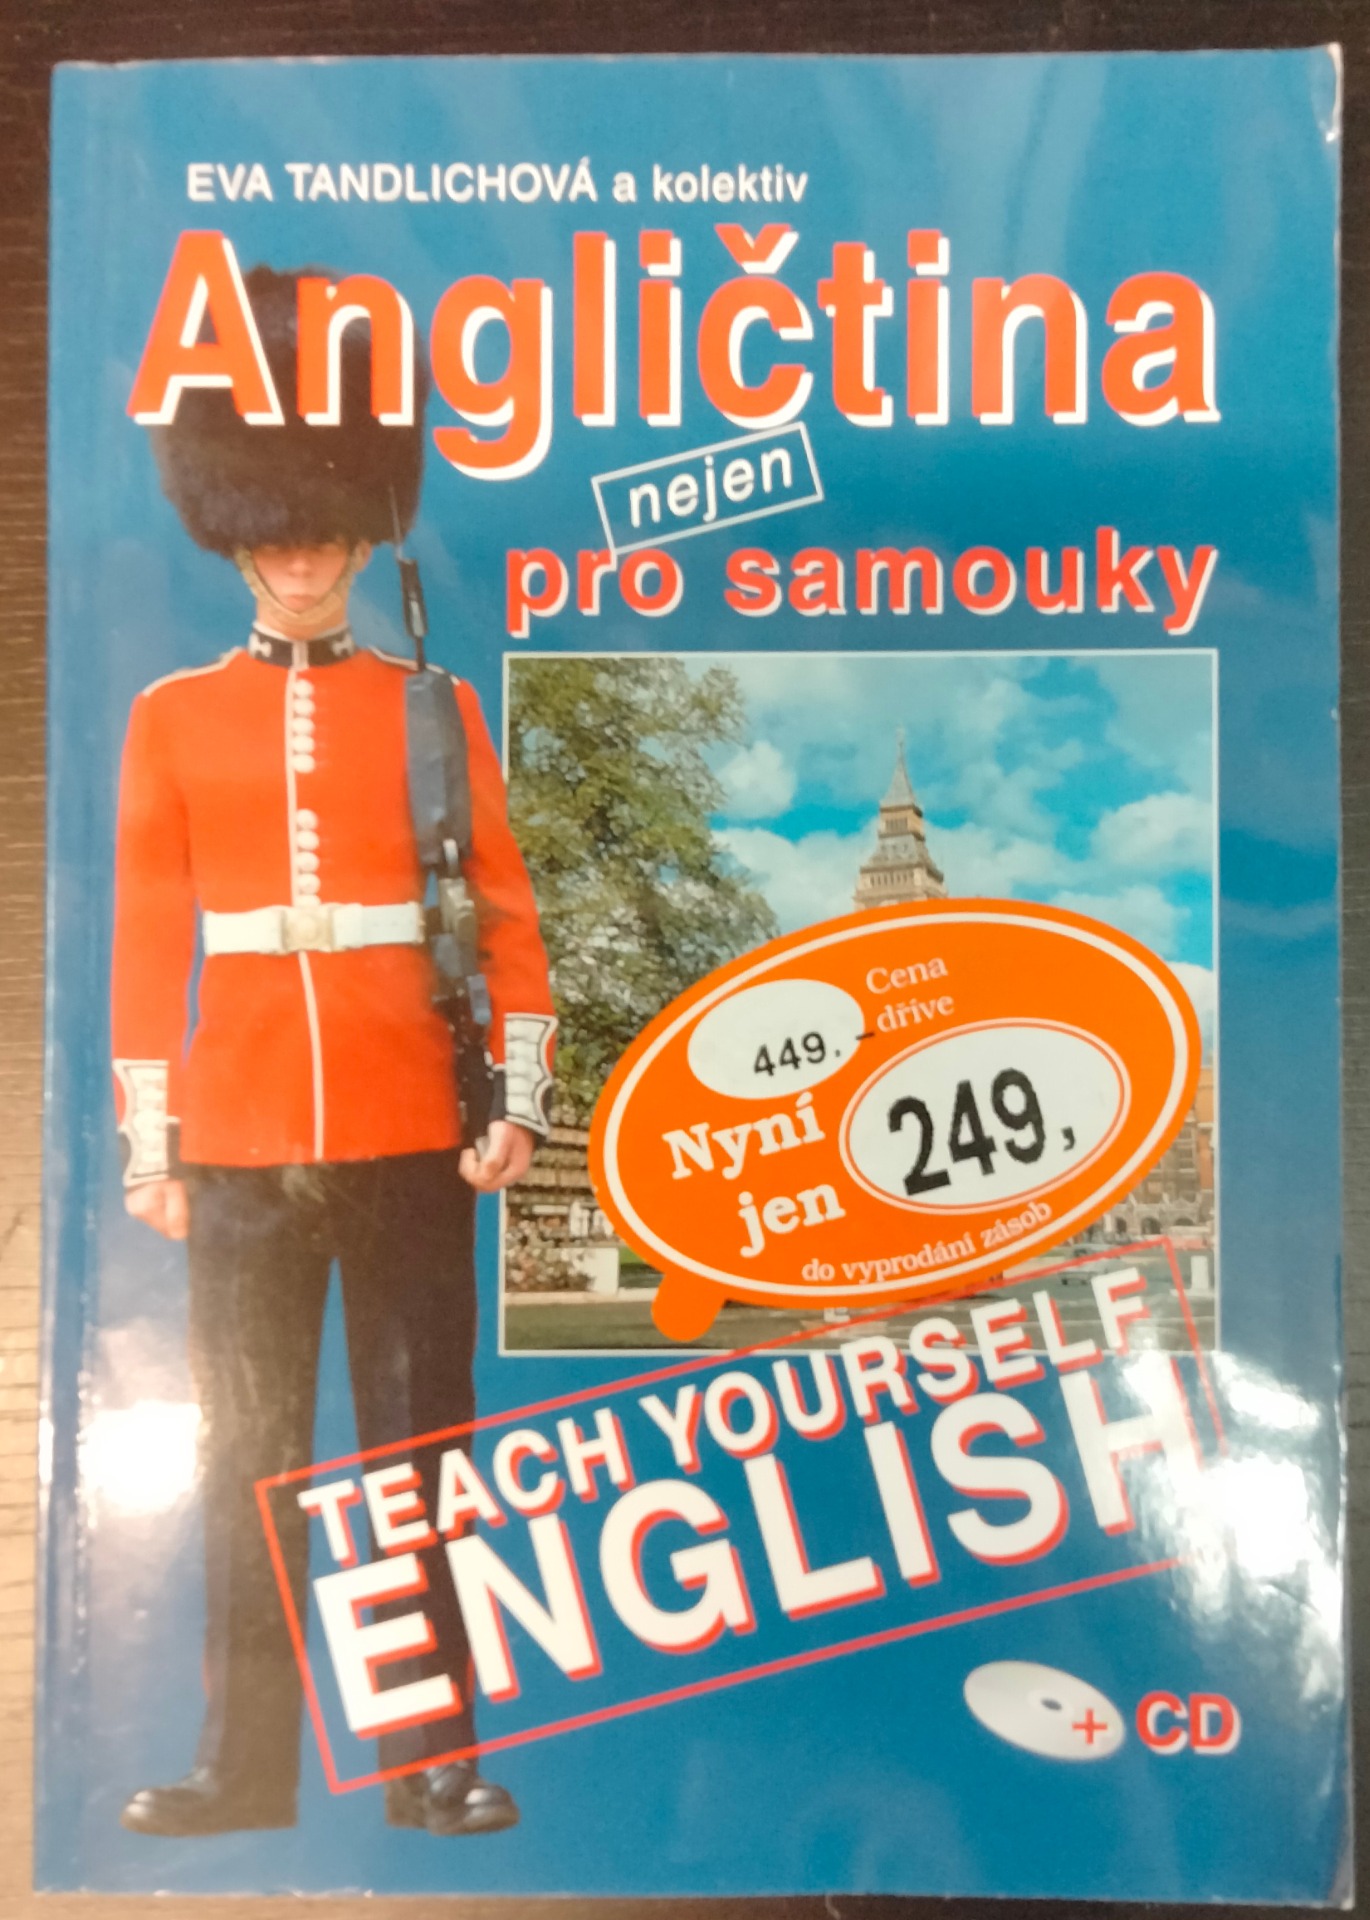 EVA TANDLICHOVÁ a kolektiv
Angličtina
nejen
pro samouky
Cena
dříve
449.–
Nyní
jen
249,
do vyprodání zásob
TEACH YOURSELF
ENGLISH
+ CD